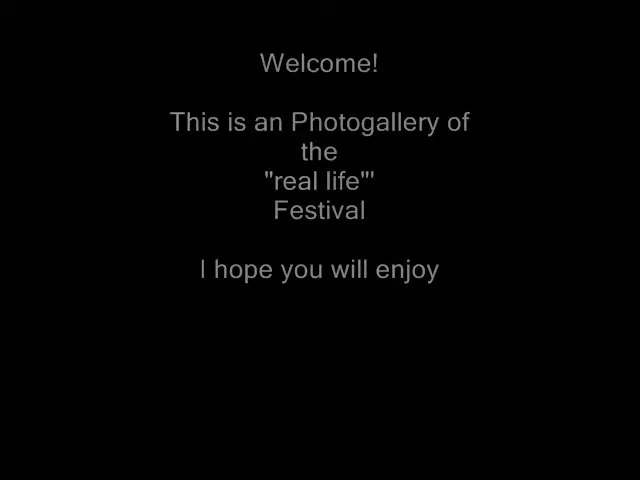 Welcome!
This is an Photogallery of
the
"real life"'
Festival
I hope you will enjoy